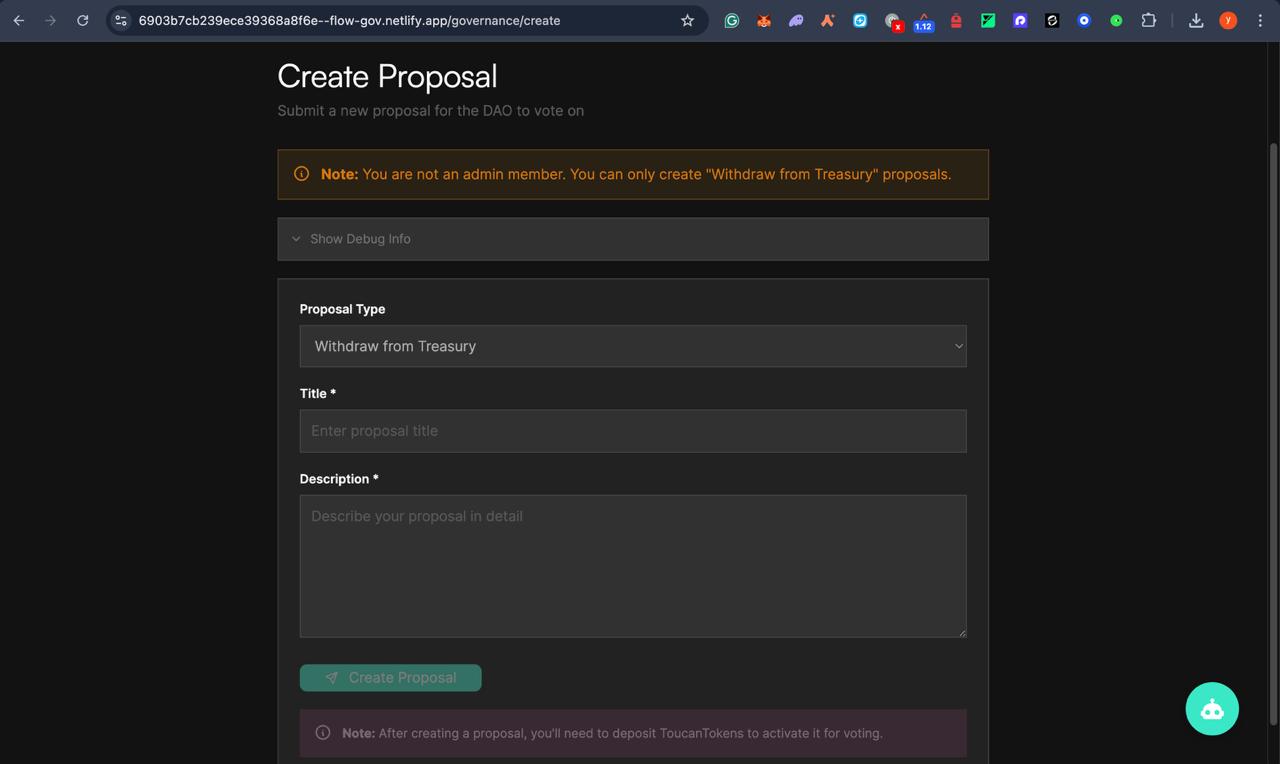 6903b7cb239ece39368a8f6e--flow-gov.netlify.app/governance/create
x
1.12
y
Create Proposal
Submit a new proposal for the DAO to vote on
Note: You are not an admin member. You can only create "Withdraw from Treasury" proposals.
Show Debug Info
Proposal Type
Withdraw from Treasury
Title *
Enter proposal title
Description *
Describe your proposal in detail
Create Proposal
Note: After creating a proposal, you'll need to deposit ToucanTokens to activate it for voting.